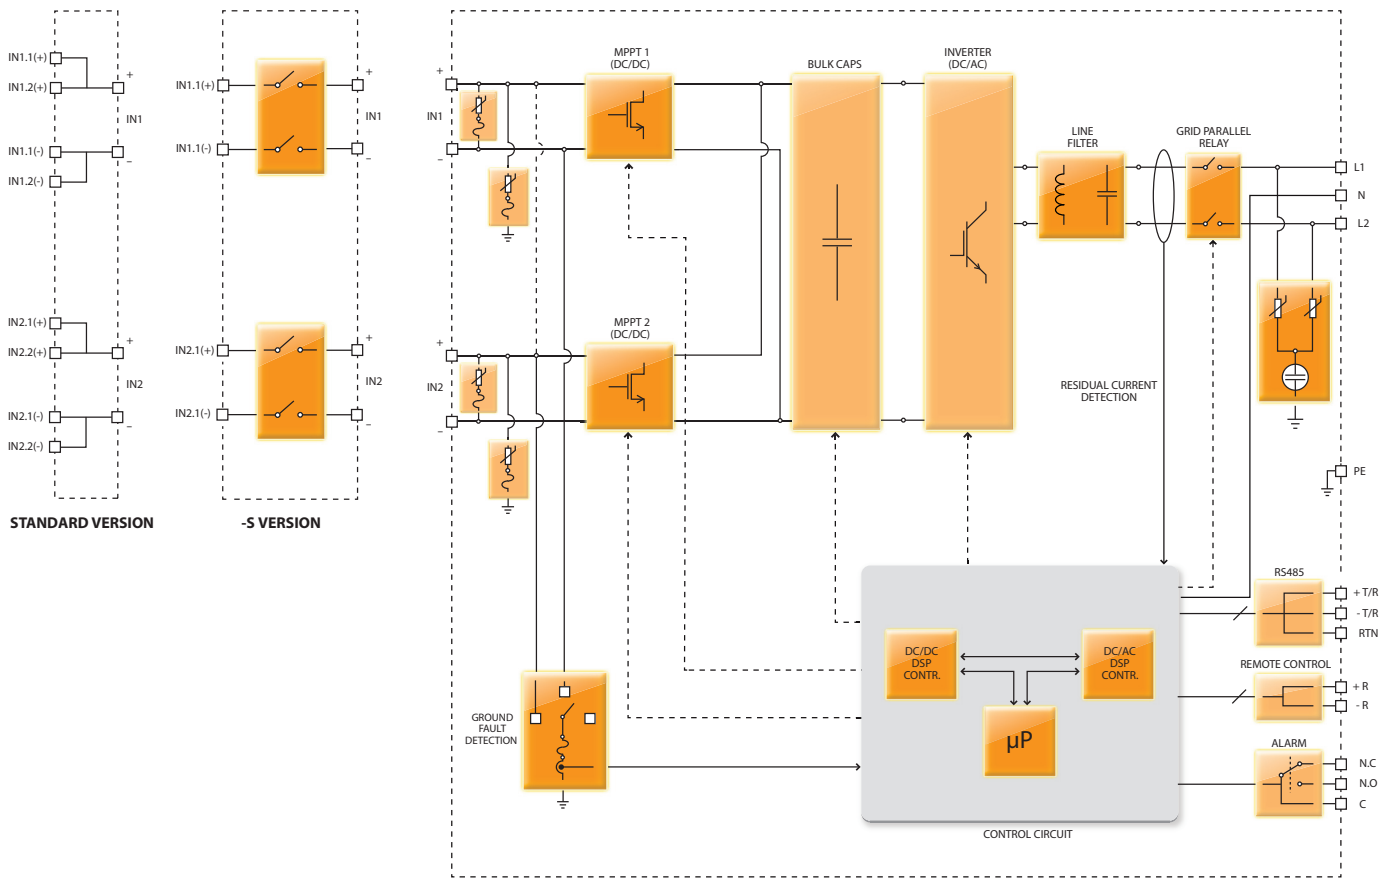 IN1.1(+)
IN1.2(+)
+
IN1
IN1.1(-)
–
IN1.2(-)
IN2.1(+)
+
IN2.2(+)
IN2
IN2.1(-)
–
IN2.2(-)
STANDARD VERSION
+
IN1.1(+)
IN1
IN1.1(-)
–
+
IN2.1(+)
IN2
IN2.1(-)
–
-S VERSION
+
IN1
–
+
IN2
–
MPPT 1
(DC/DC)
MPPT 2
(DC/DC)
BULK CAPS
INVERTER
(DC/AC)
LINE
FILTER
GRID PARALLEL
RELAY
L1
N
L2
RESIDUAL CURRENT
DETECTION
PE
GROUND
FAULT
DETECTION
DC/DC
DSP
CONTR.
DC/AC
DSP
CONTR.
µP
CONTROL CIRCUIT
RS485
+ T/R
- T/R
RTN
REMOTE CONTROL
+ R
- R
ALARM
N.C
N.O
C